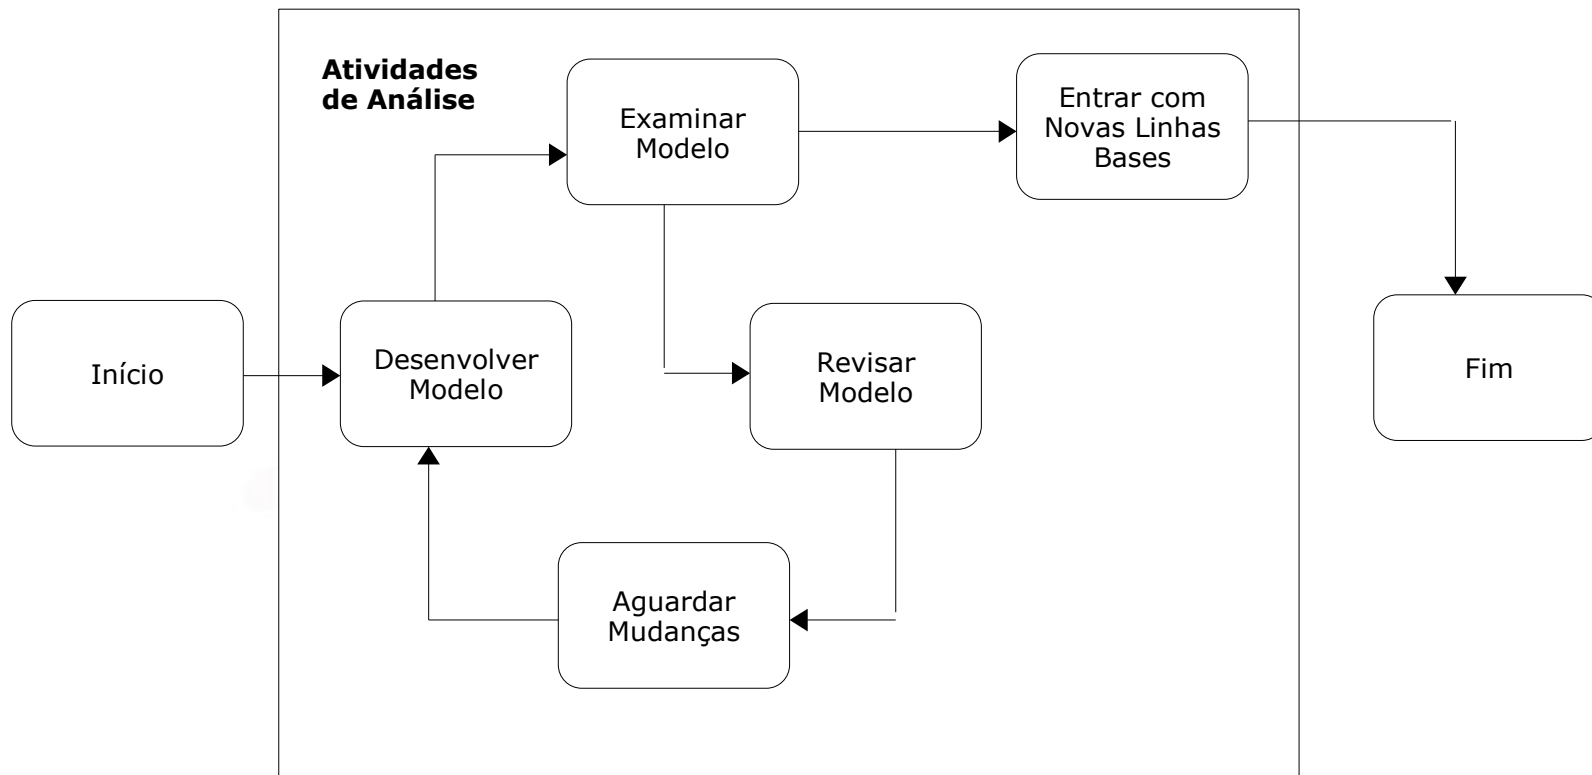 Atividades
de Análise
Examinar
Modelo
Entrar com
Novas Linhas
Bases
Início
Desenvolver
Modelo
Revisar
Modelo
Fim
Aguardar
Mudanças